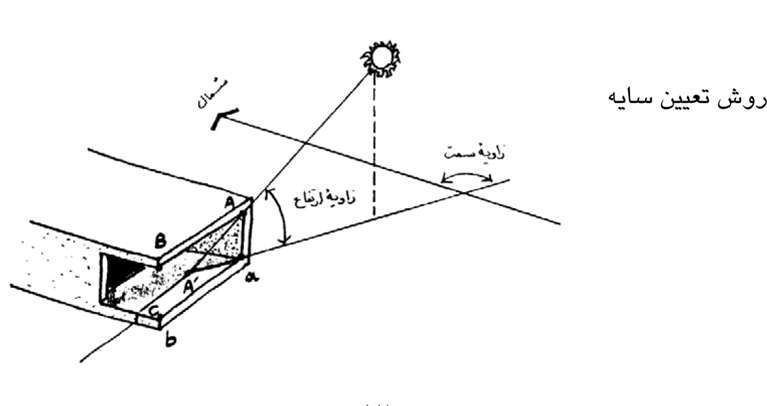 روش تعیین سایه
شمال
زاویهٔ سمت
زاویهٔ ارتفاع
A
B
A′
a
C
b